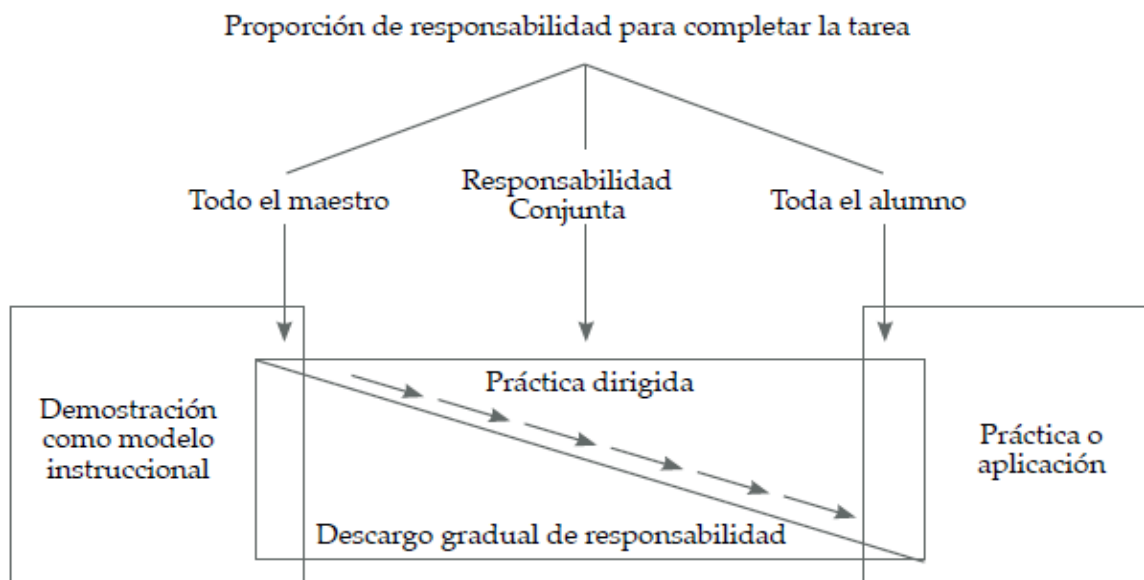 Proporción de responsabilidad para completar la tarea
Todo el maestro
Responsabilidad
Conjunta
Toda el alumno
Demostración
como modelo
instruccional
Práctica dirigida
Descargo gradual de responsabilidad
Práctica o
aplicación